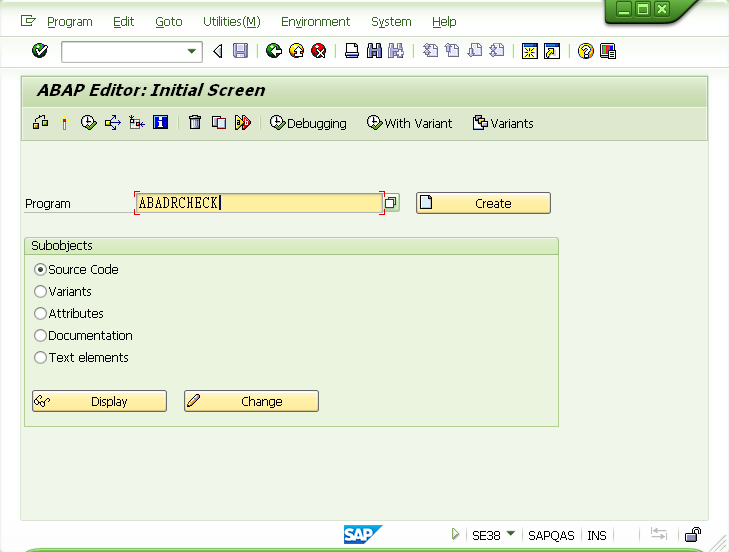 Program Edit Goto Utilities(M) Environment System Help
ABAP Editor: Initial Screen
Debugging With Variant Variants
Program ABADRCHECK Create
Subobjects
Source Code
Variants
Attributes
Documentation
Text elements
Display Change
SAP SE38 SAPQAS INS